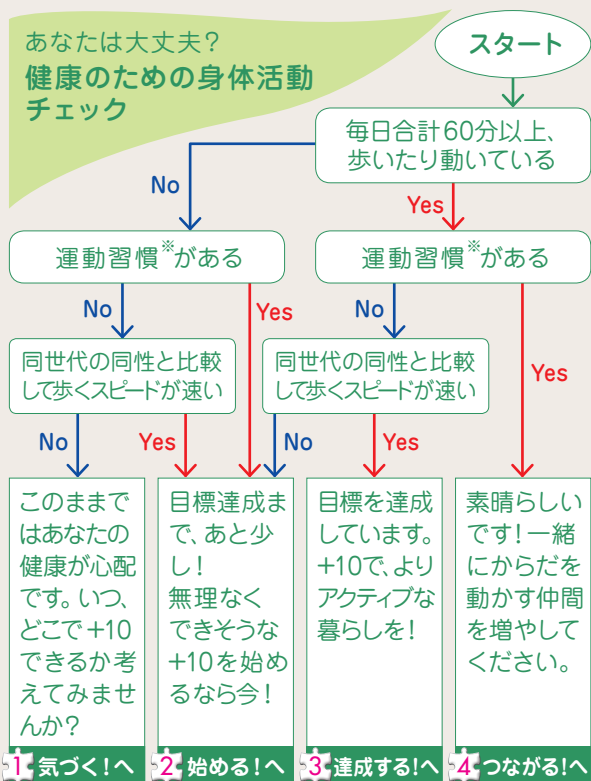 あなたは大丈夫?
健康のための身体活動
チェック
スタート
毎日合計60分以上、
歩いたり動いている
No
Yes
運動習慣※がある
運動習慣※がある
No
Yes
No
Yes
同世代の同性と比較
して歩くスピードが速い
同世代の同性と比較
して歩くスピードが速い
No
Yes
No
Yes
このままで
はあなたの
健康が心配
です。いつ、
どこで+10
できるか考
えてみませ
んか?
目標達成ま
で、あと少
し!
無理なく
できそうな
+10を始め
るなら今!
目標を達成
しています。
+10で、より
アクティブな
暮らしを!
素晴らしい
です!一緒
にからだを
動かす仲間
を増やして
ください。
1 気づく!へ
2 始める!へ
3 達成する!へ
4 つながる!へ